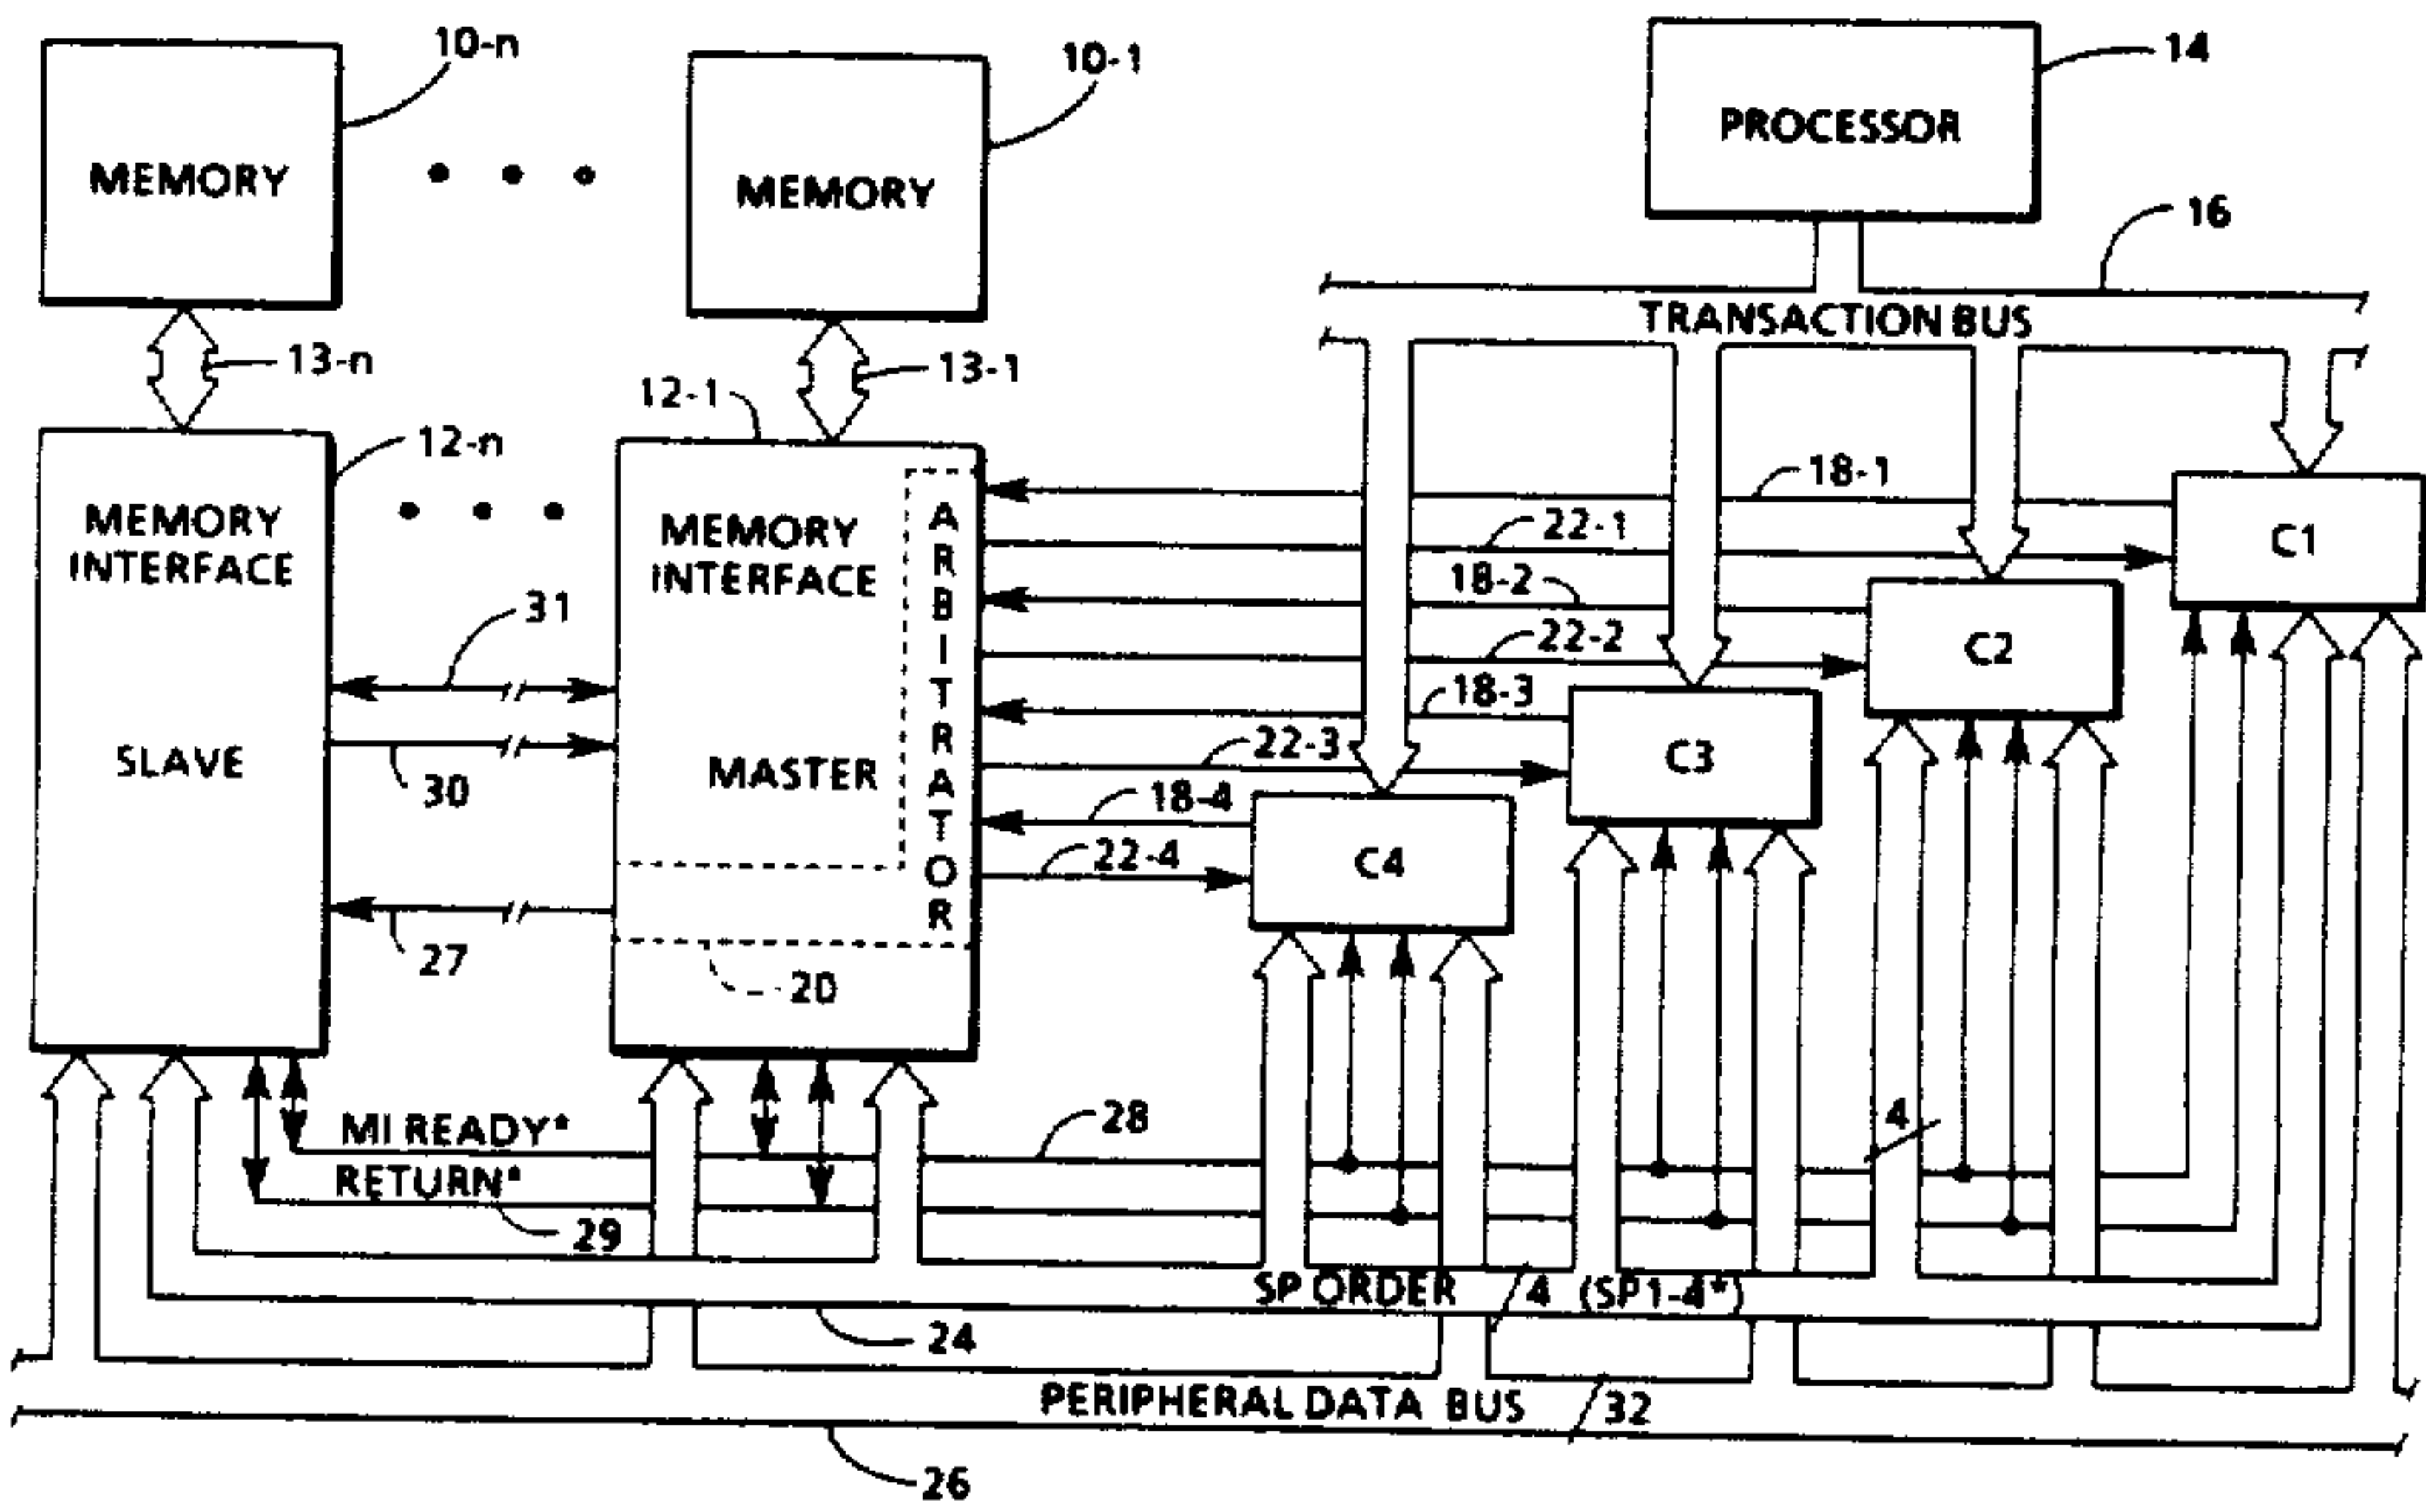 10-n
10-1
14
MEMORY
MEMORY
PROCESSOR
16
TRANSACTION BUS
13-n
13-1
12-1
12-n
18-1
MEMORY
INTERFACE
SLAVE
MEMORY
INTERFACE
MASTER
ARBITRATOR
22-1
C1
18-2
31
22-2
C2
18-3
22-3
C3
30
18-4
22-4
C4
27
20
MI READY*
28
4
RETURN*
29
SP ORDER
4 (SP1-4*)
24
PERIPHERAL DATA BUS
32
26